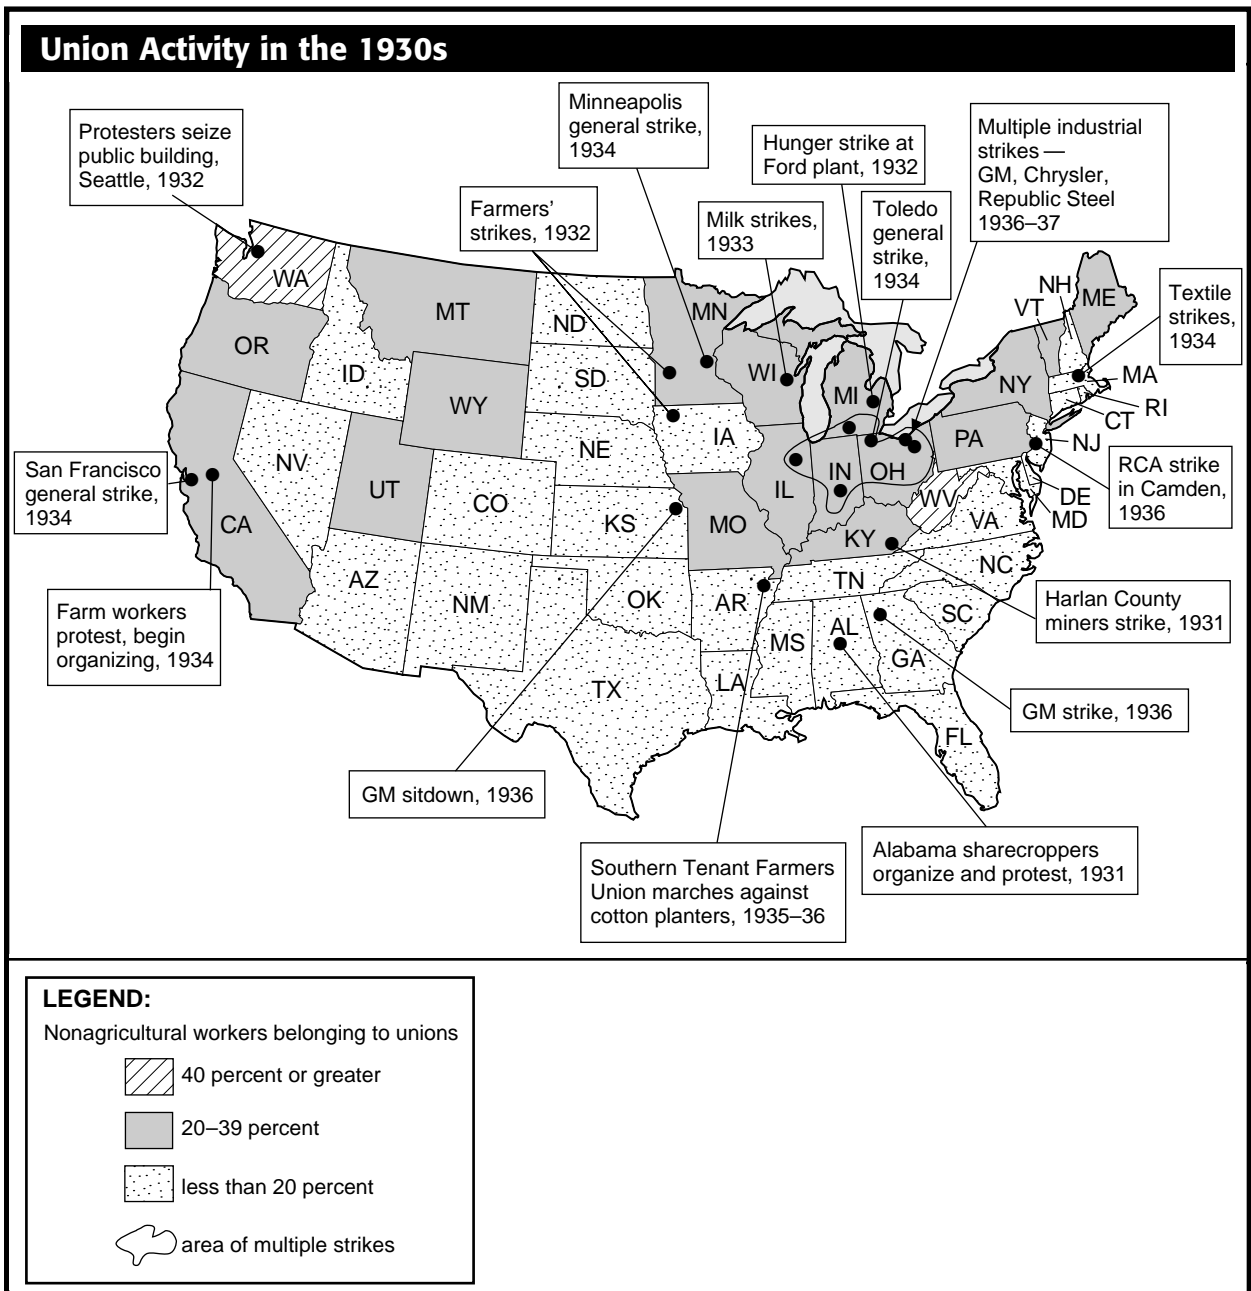 Union Activity in the 1930s
Protesters seize
public building,
Seattle, 1932
Minneapolis
general strike,
1934
Farmers’
strikes, 1932
Milk strikes,
1933
Hunger strike at
Ford plant, 1932
Toledo
general
strike,
1934
Multiple industrial
strikes —
GM, Chrysler,
Republic Steel
1936–37
Textile
strikes,
1934
San Francisco
general strike,
1934
Farm workers
protest, begin
organizing, 1934
RCA strike
in Camden,
1936
Harlan County
miners strike, 1931
GM strike, 1936
GM sitdown, 1936
Southern Tenant Farmers
Union marches against
cotton planters, 1935–36
Alabama sharecroppers
organize and protest, 1931
WA
OR
CA
NV
ID
MT
WY
UT
AZ
CO
NM
ND
SD
NE
KS
OK
TX
MN
IA
MO
AR
LA
WI
IL
MI
IN
OH
KY
TN
MS
AL
GA
FL
SC
NC
VA
WV
PA
NY
VT
NH
ME
MA
RI
CT
NJ
DE
MD
LEGEND:
Nonagricultural workers belonging to unions
40 percent or greater
20–39 percent
less than 20 percent
area of multiple strikes